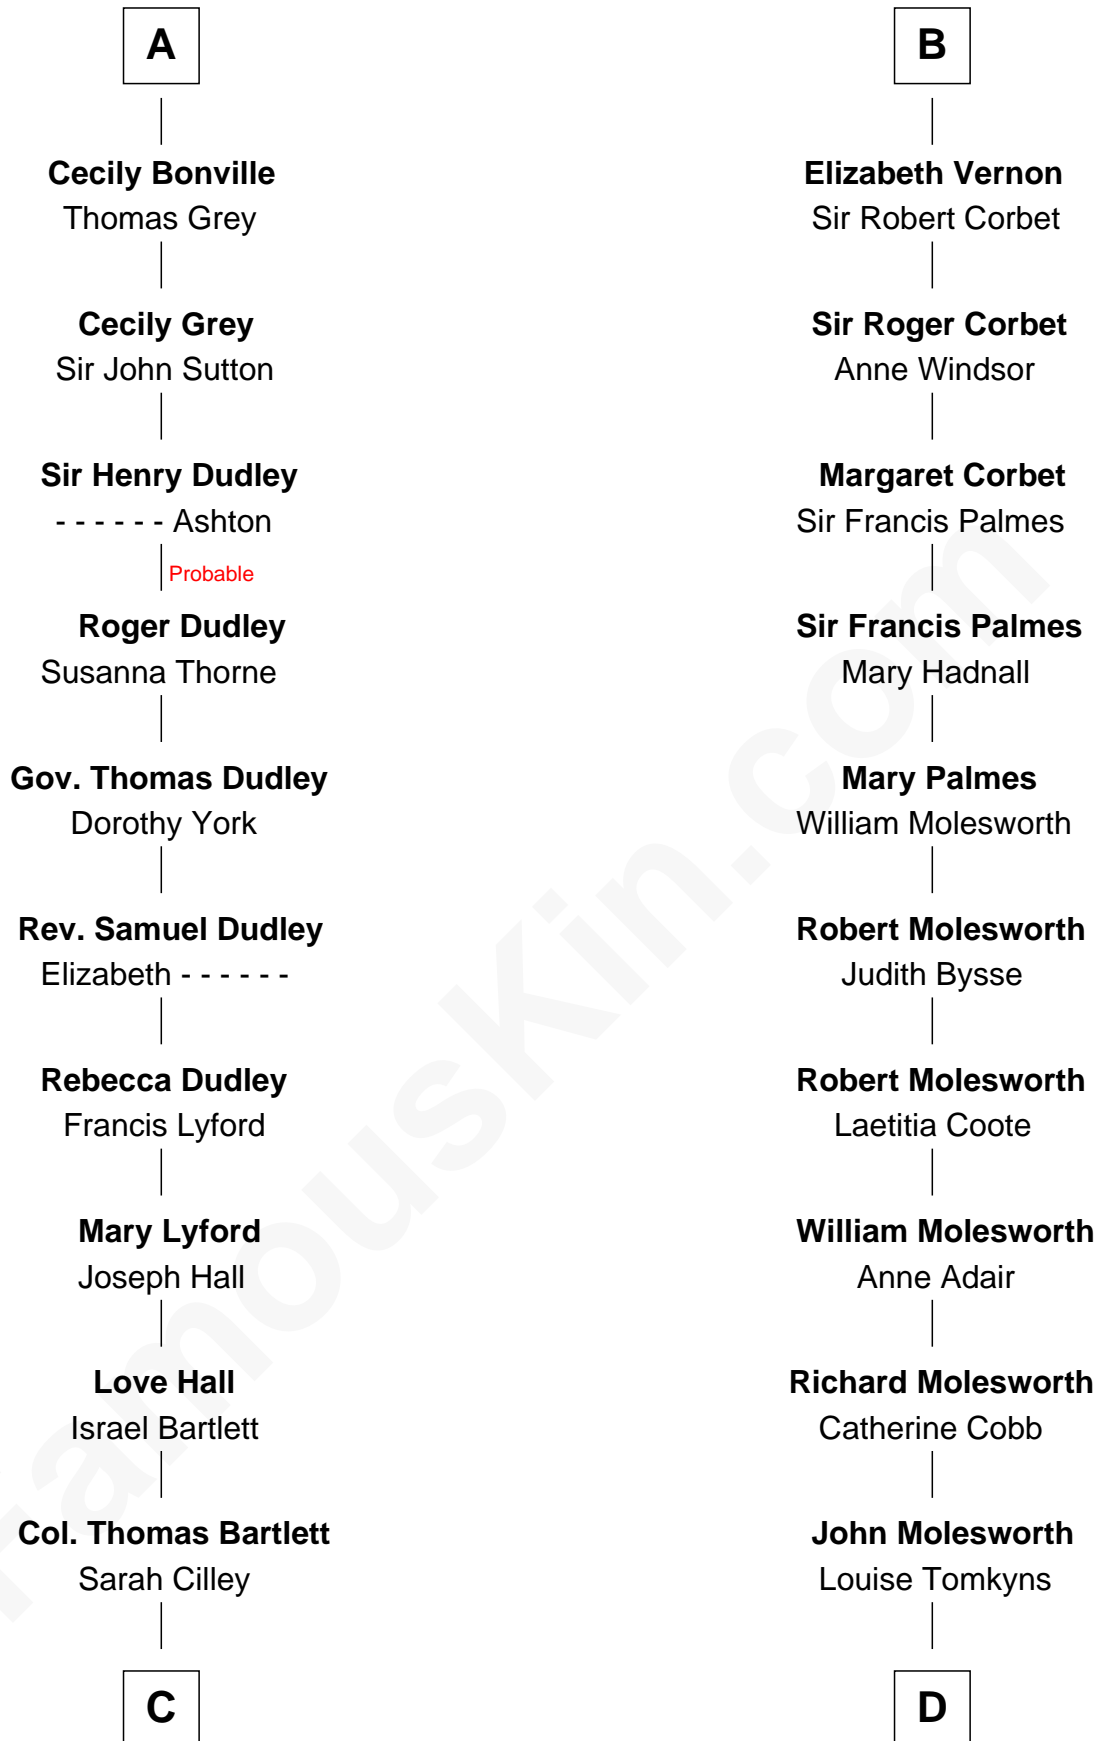 A
Cecily Bonville
Thomas Grey
Cecily Grey
Sir John Sutton
Sir Henry Dudley
- - - - - - Ashton
Probable
Roger Dudley
Susanna Thorne
Gov. Thomas Dudley
Dorothy York
Rev. Samuel Dudley
Elizabeth - - - - - -
Rebecca Dudley
Francis Lyford
Mary Lyford
Joseph Hall
Love Hall
Israel Bartlett
Col. Thomas Bartlett
Sarah Cilley
C
B
Elizabeth Vernon
Sir Robert Corbet
Sir Roger Corbet
Anne Windsor
Margaret Corbet
Sir Francis Palmes
Sir Francis Palmes
Mary Hadnall
Mary Palmes
William Molesworth
Robert Molesworth
Judith Bysse
Robert Molesworth
Laetitia Coote
William Molesworth
Anne Adair
Richard Molesworth
Catherine Cobb
John Molesworth
Louise Tomkyns
D
FamousKin.com